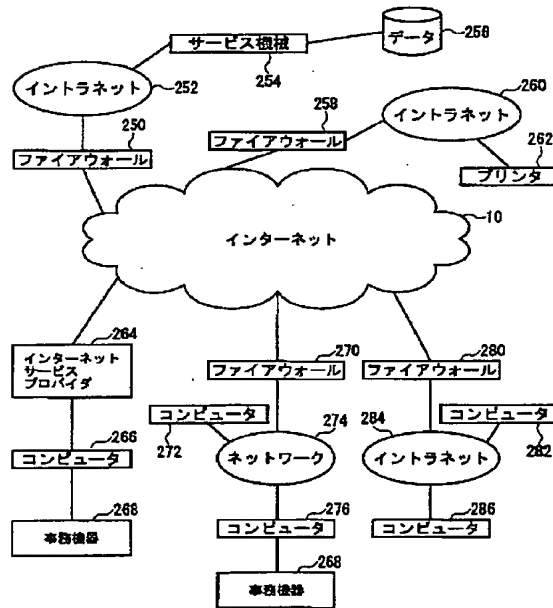 サービス機械
254
データ
256
イントラネット
252
250
ファイアウォール
258
ファイアウォール
イントラネット
260
262
プリンタ
10
インターネット
264
インターネット
サービス
プロバイダ
266
コンピュータ
268
事務機器
270
ファイアウォール
コンピュータ
272
274
ネットワーク
276
コンピュータ
268
事務機器
280
ファイアウォール
284
イントラネット
コンピュータ
282
286
コンピュータ